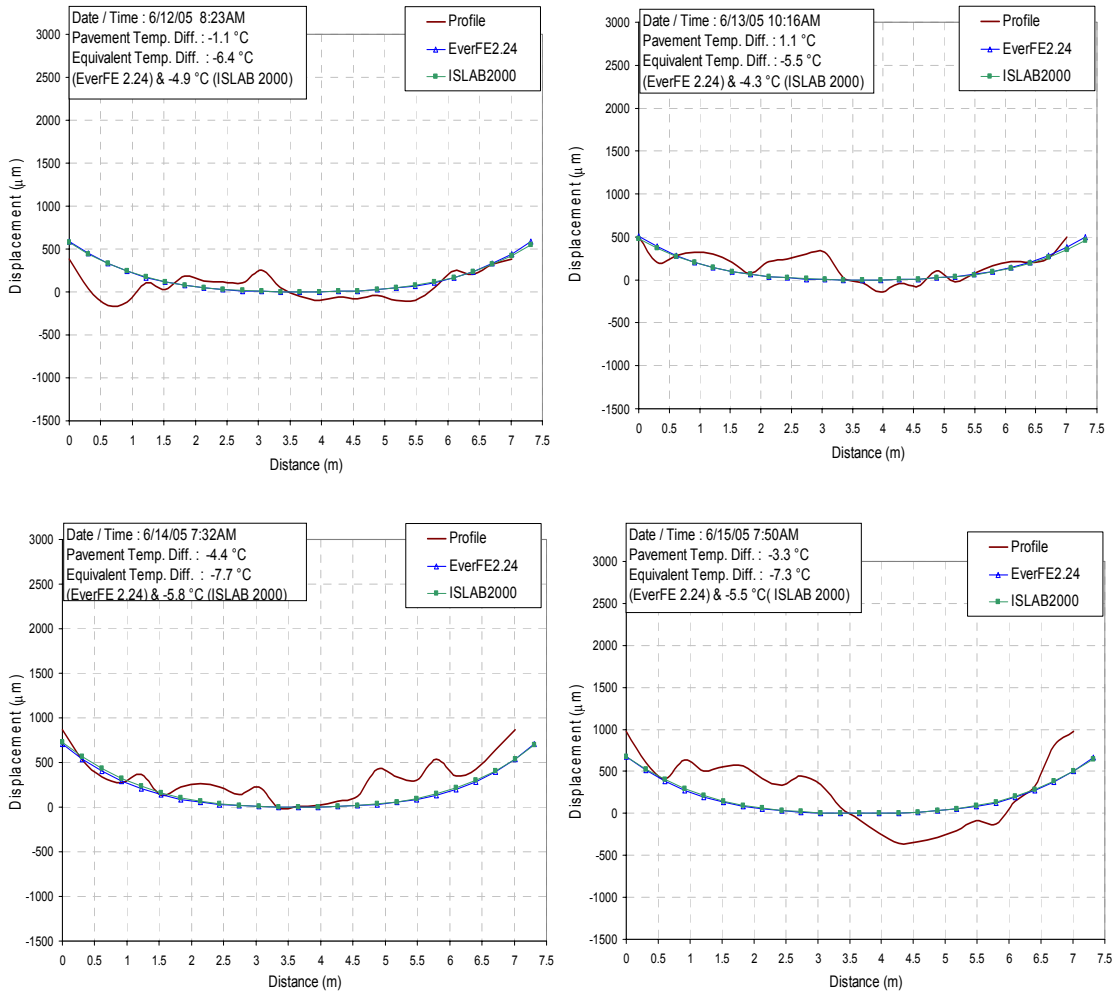 Date / Time : 6/12/05 8:23AM
Pavement Temp. Diff. : -1.1 °C
Equivalent Temp. Diff. : -6.4 °C
(EverFE 2.24) & -4.9 °C (ISLAB 2000)
Profile
EverFE2.24
ISLAB2000
3000
2500
2000
1500
1000
500
0
-500
-1000
-1500
Displacement (μm)
0 0.5 1 1.5 2 2.5 3 3.5 4 4.5 5 5.5 6 6.5 7 7.5
Distance (m)
Date / Time : 6/13/05 10:16AM
Pavement Temp. Diff. : 1.1 °C
Equivalent Temp. Diff. : -5.5 °C
(EverFE 2.24) & -4.3 °C (ISLAB 2000)
Profile
EverFE2.24
ISLAB2000
3000
2500
2000
1500
1000
500
0
-500
-1000
-1500
Displacement (μm)
0 0.5 1 1.5 2 2.5 3 3.5 4 4.5 5 5.5 6 6.5 7 7.5
Distance (m)
Date / Time : 6/14/05 7:32AM
Pavement Temp. Diff. : -4.4 °C
Equivalent Temp. Diff. : -7.7 °C
(EverFE 2.24) & -5.8 °C (ISLAB 2000)
Profile
EverFE2.24
ISLAB2000
3000
2500
2000
1500
1000
500
0
-500
-1000
-1500
Displacement (μm)
0 0.5 1 1.5 2 2.5 3 3.5 4 4.5 5 5.5 6 6.5 7 7.5
Distance (m)
Date / Time : 6/15/05 7:50AM
Pavement Temp. Diff. : -3.3 °C
Equivalent Temp. Diff. : -7.3 °C
(EverFE 2.24) & -5.5 °C( ISLAB 2000)
Profile
EverFE2.24
ISLAB2000
3000
2500
2000
1500
1000
500
0
-500
-1000
-1500
Displacement (μm)
0 0.5 1 1.5 2 2.5 3 3.5 4 4.5 5 5.5 6 6.5 7 7.5
Distance (m)